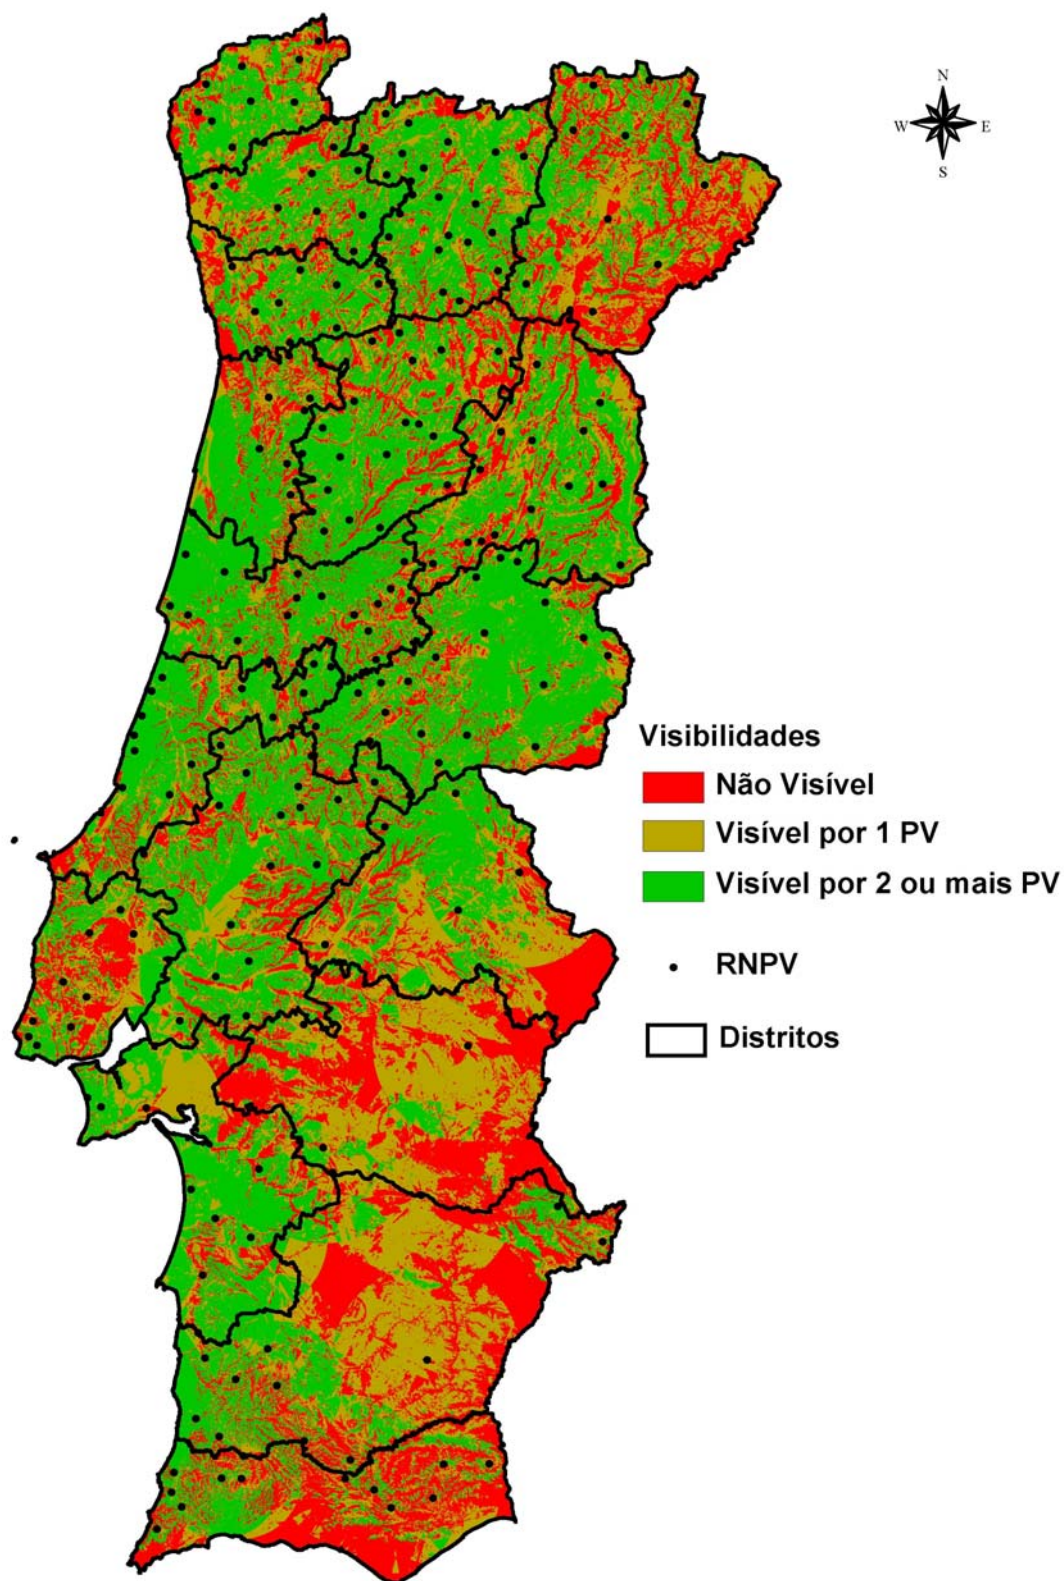 N
W E
S
Visibilidades
Não Visível
Visível por 1 PV
Visível por 2 ou mais PV
RNPV
Distritos